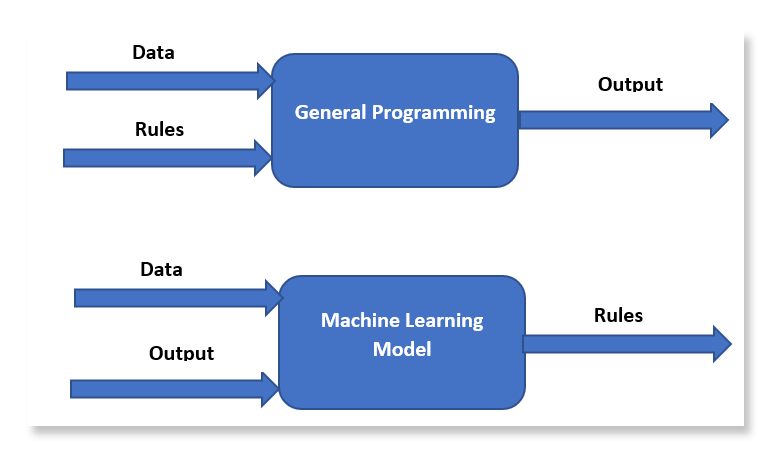 Data
Rules
General Programming
Output
Data
Output
Machine Learning
Model
Rules